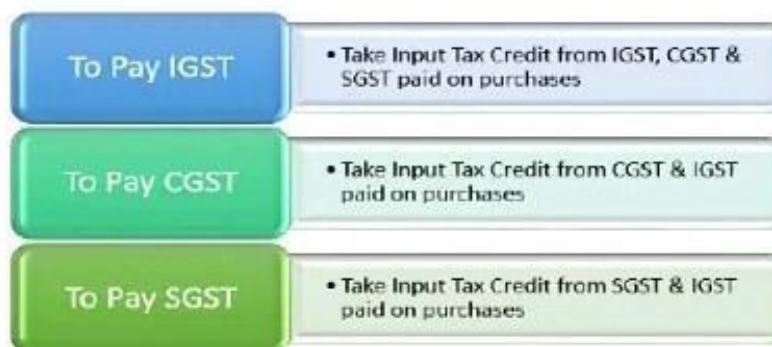 To Pay IGST
• Take Input Tax Credit from IGST, CGST &
SGST paid on purchases
To Pay CGST
• Take Input Tax Credit from CGST & IGST
paid on purchases
To Pay SGST
• Take Input Tax Credit from SGST & IGST
paid on purchases